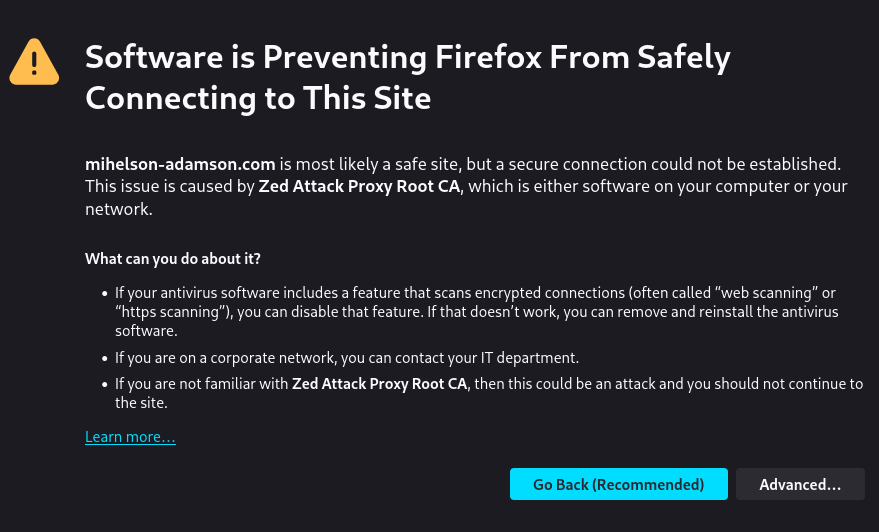 Software is Preventing Firefox From Safely
Connecting to This Site
mihelson-adamson.com is most likely a safe site, but a secure connection could not be established.
This issue is caused by Zed Attack Proxy Root CA, which is either software on your computer or your
network.
What can you do about it?
• If your antivirus software includes a feature that scans encrypted connections (often called “web scanning” or
“https scanning”), you can disable that feature. If that doesn’t work, you can remove and reinstall the antivirus
software.
• If you are on a corporate network, you can contact your IT department.
• If you are not familiar with Zed Attack Proxy Root CA, then this could be an attack and you should not continue to
the site.
Learn more…
Go Back (Recommended)
Advanced…